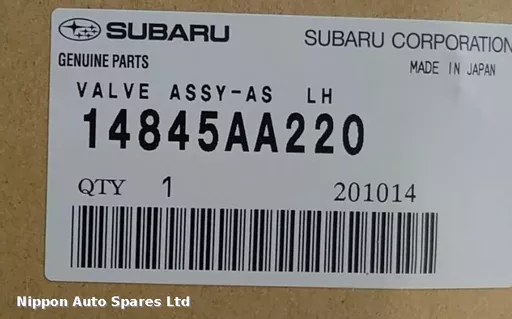 SUBARU SUBARU CORPORATION
GENUINE PARTS MADE IN JAPAN
VALVE ASSY-AS LH
14845AA220
QTY 1 201014
Nippon Auto Spares Ltd